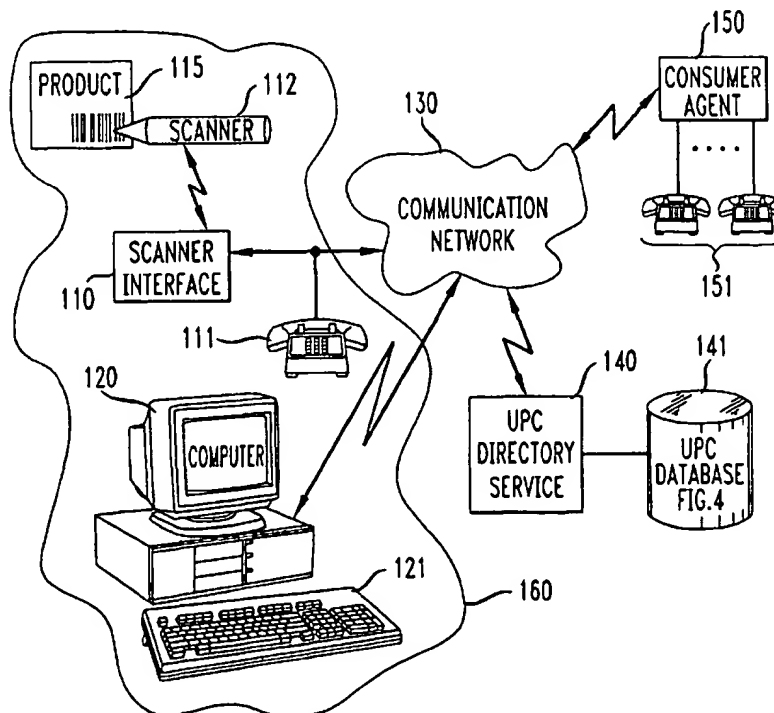 PRODUCT
115
112
SCANNER
SCANNER
INTERFACE
110
111
130
COMMUNICATION
NETWORK
150
CONSUMER
AGENT
151
120
COMPUTER
121
160
140
UPC
DIRECTORY
SERVICE
141
UPC
DATABASE
FIG.4